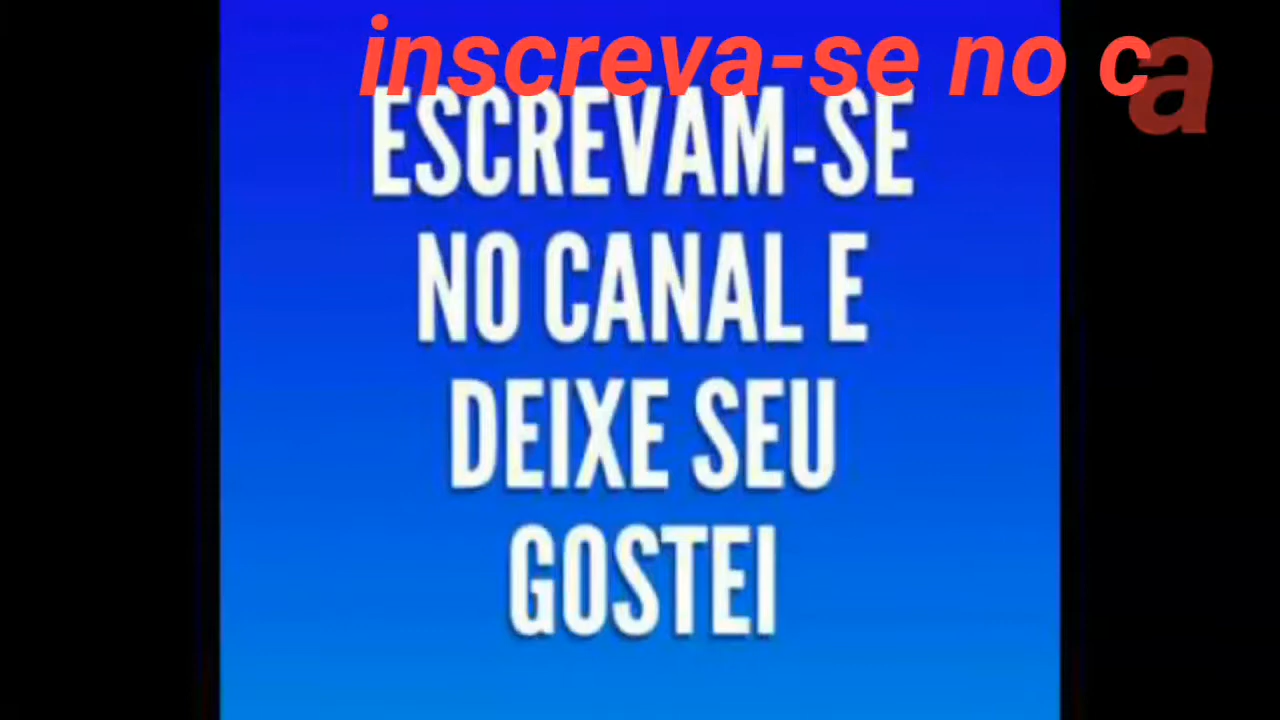 inscreva-se no ca
ESCREVAM-SE
NO CANAL E
DEIXE SEU
GOSTEI